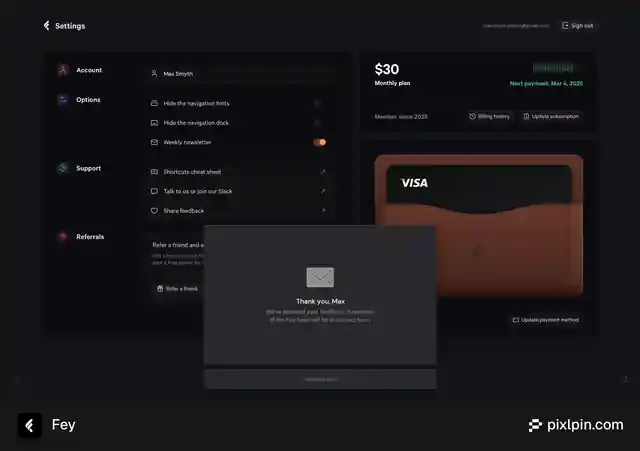 Settings
Sign out
Account
Max Smyth
Options
Hide the navigation hints
Hide the navigation dock
Weekly newsletter
Support
Shortcuts cheat sheet
Talk to us or join our Slack
Share feedback
Referrals
Refer a friend and
Refer a friend
$30
Monthly plan
Next payment: Mar 4, 2025
Member since 2025
Billing history
Update subscription
VISA
Update payment method
Thank you, Max
Fey
pixlpin.com